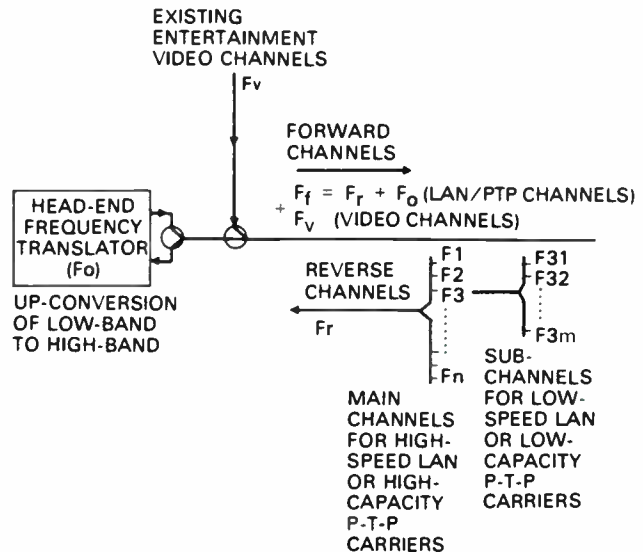 EXISTING
ENTERTAINMENT
VIDEO CHANNELS
Fv
FORWARD
CHANNELS
Ff = Fr + Fo (LAN/PTP CHANNELS)
+ Fv (VIDEO CHANNELS)
HEAD-END
FREQUENCY
TRANSLATOR
(Fo)
UP-CONVERSION
OF LOW-BAND
TO HIGH-BAND
REVERSE
CHANNELS
Fr
F1
F2
F3
Fn
F31
F32
F3m
MAIN
CHANNELS
FOR HIGH-
SPEED LAN
OR HIGH-
CAPACITY
P-T-P
CARRIERS
SUB-
CHANNELS
FOR LOW-
SPEED LAN
OR LOW-
CAPACITY
P-T-P
CARRIERS